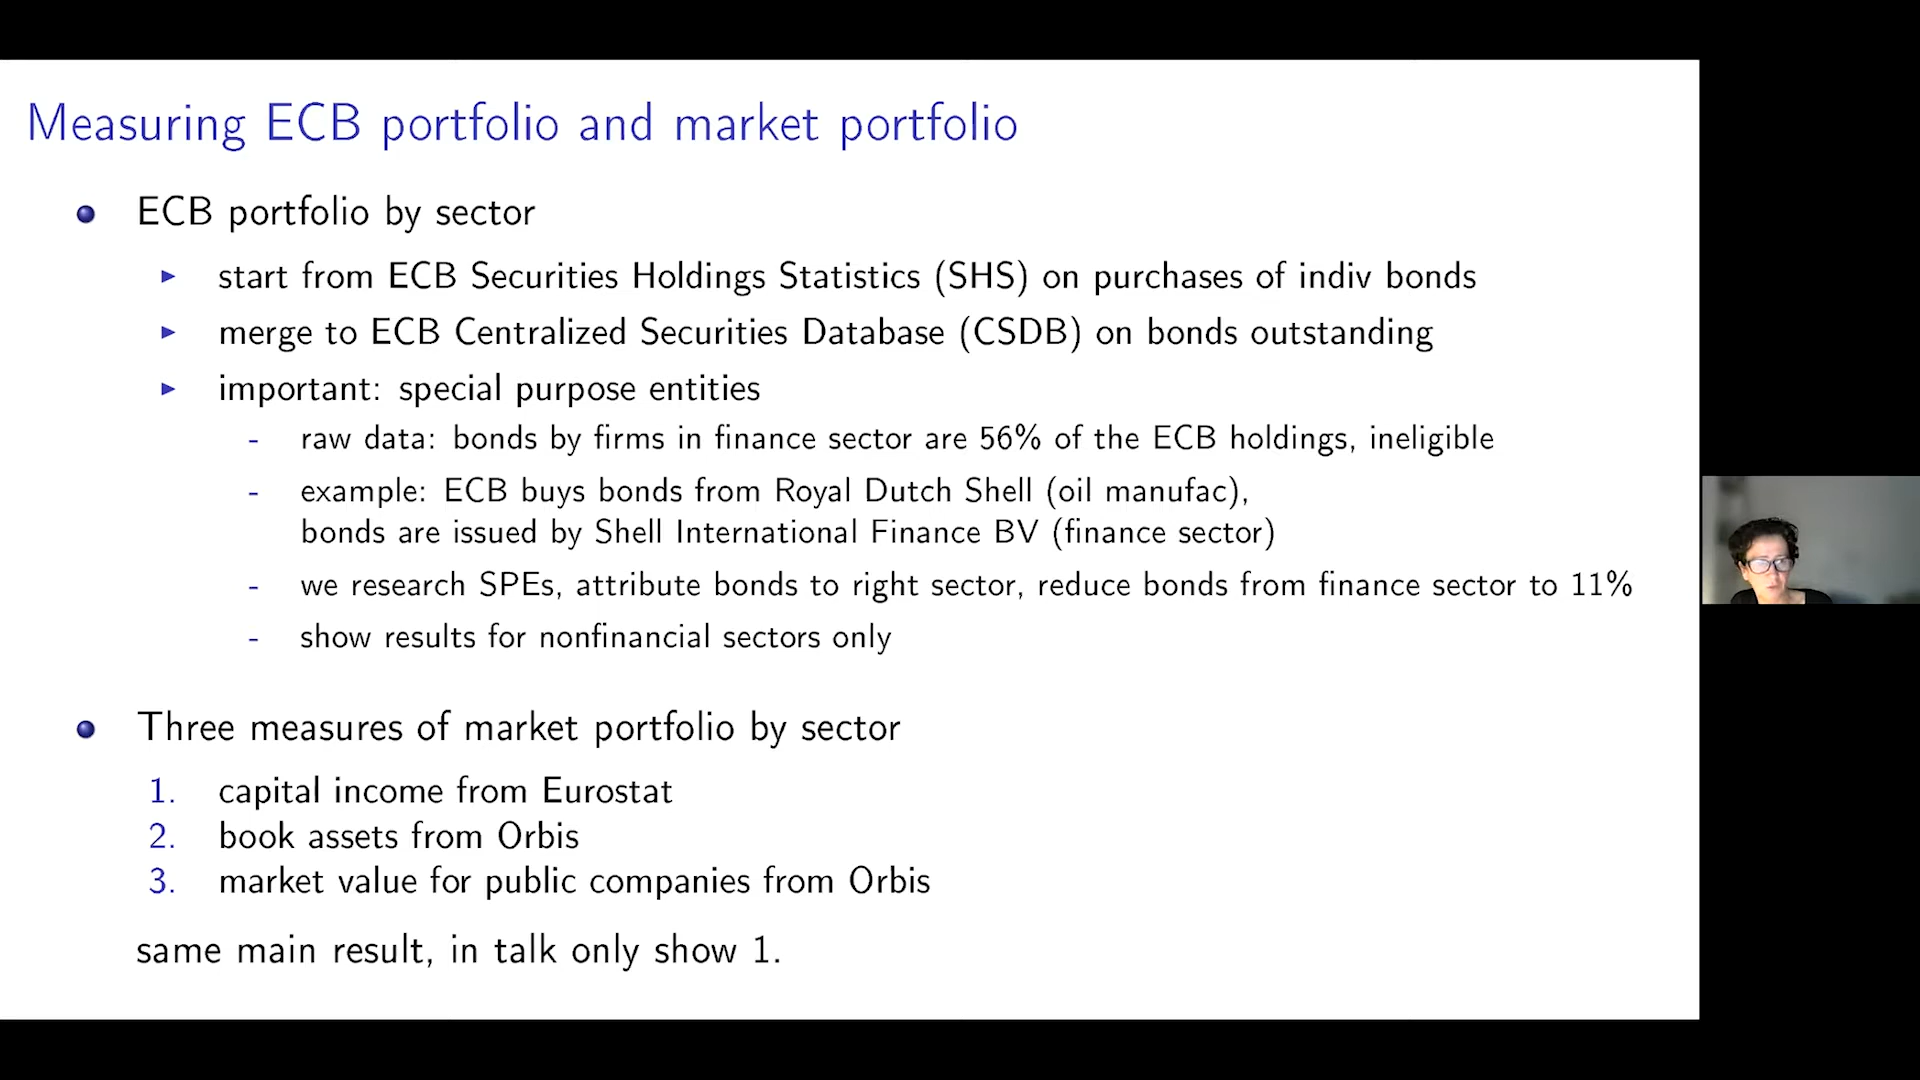 Measuring ECB portfolio and market portfolio
ECB portfolio by sector
start from ECB Securities Holdings Statistics (SHS) on purchases of indiv bonds
merge to ECB Centralized Securities Database (CSDB) on bonds outstanding
important: special purpose entities
- raw data: bonds by firms in finance sector are 56% of the ECB holdings, ineligible
- example: ECB buys bonds from Royal Dutch Shell (oil manufac),
bonds are issued by Shell International Finance BV (finance sector)
- we research SPEs, attribute bonds to right sector, reduce bonds from finance sector to 11%
- show results for nonfinancial sectors only
Three measures of market portfolio by sector
1. capital income from Eurostat
2. book assets from Orbis
3. market value for public companies from Orbis
same main result, in talk only show 1.